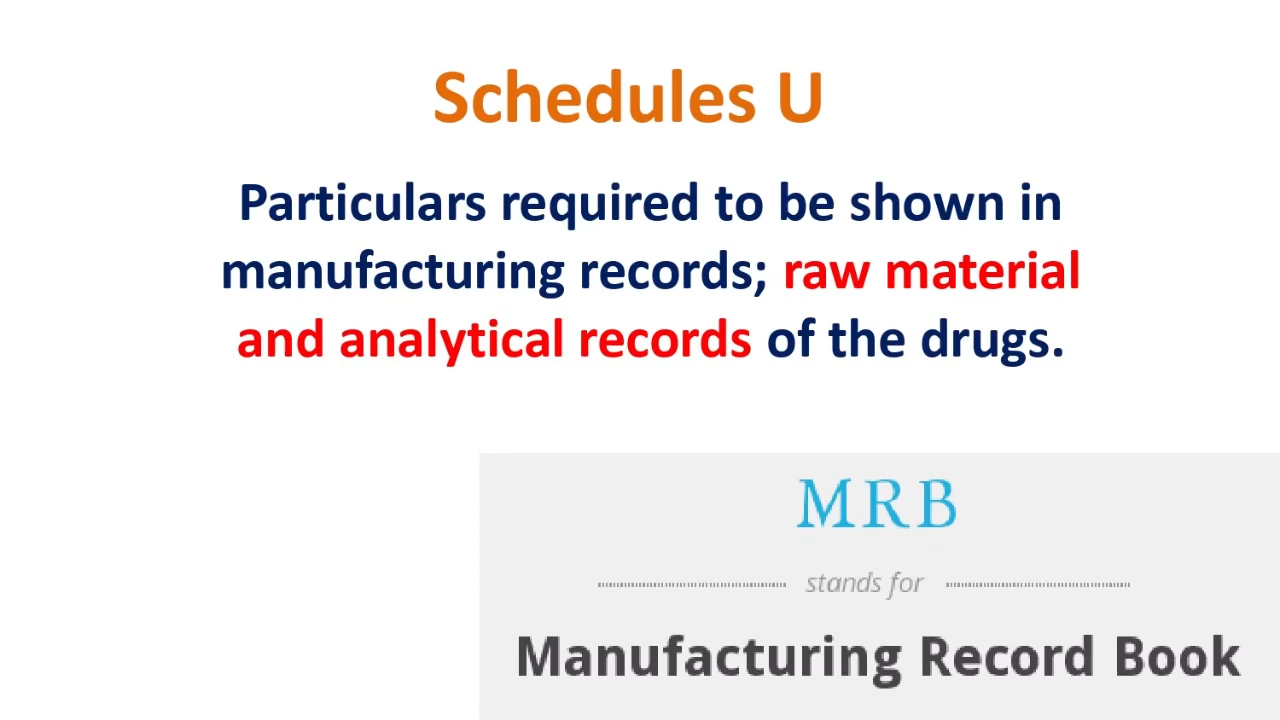 Schedules U
Particulars required to be shown in
manufacturing records; raw material
and analytical records of the drugs.
MRB
stands for
Manufacturing Record Book